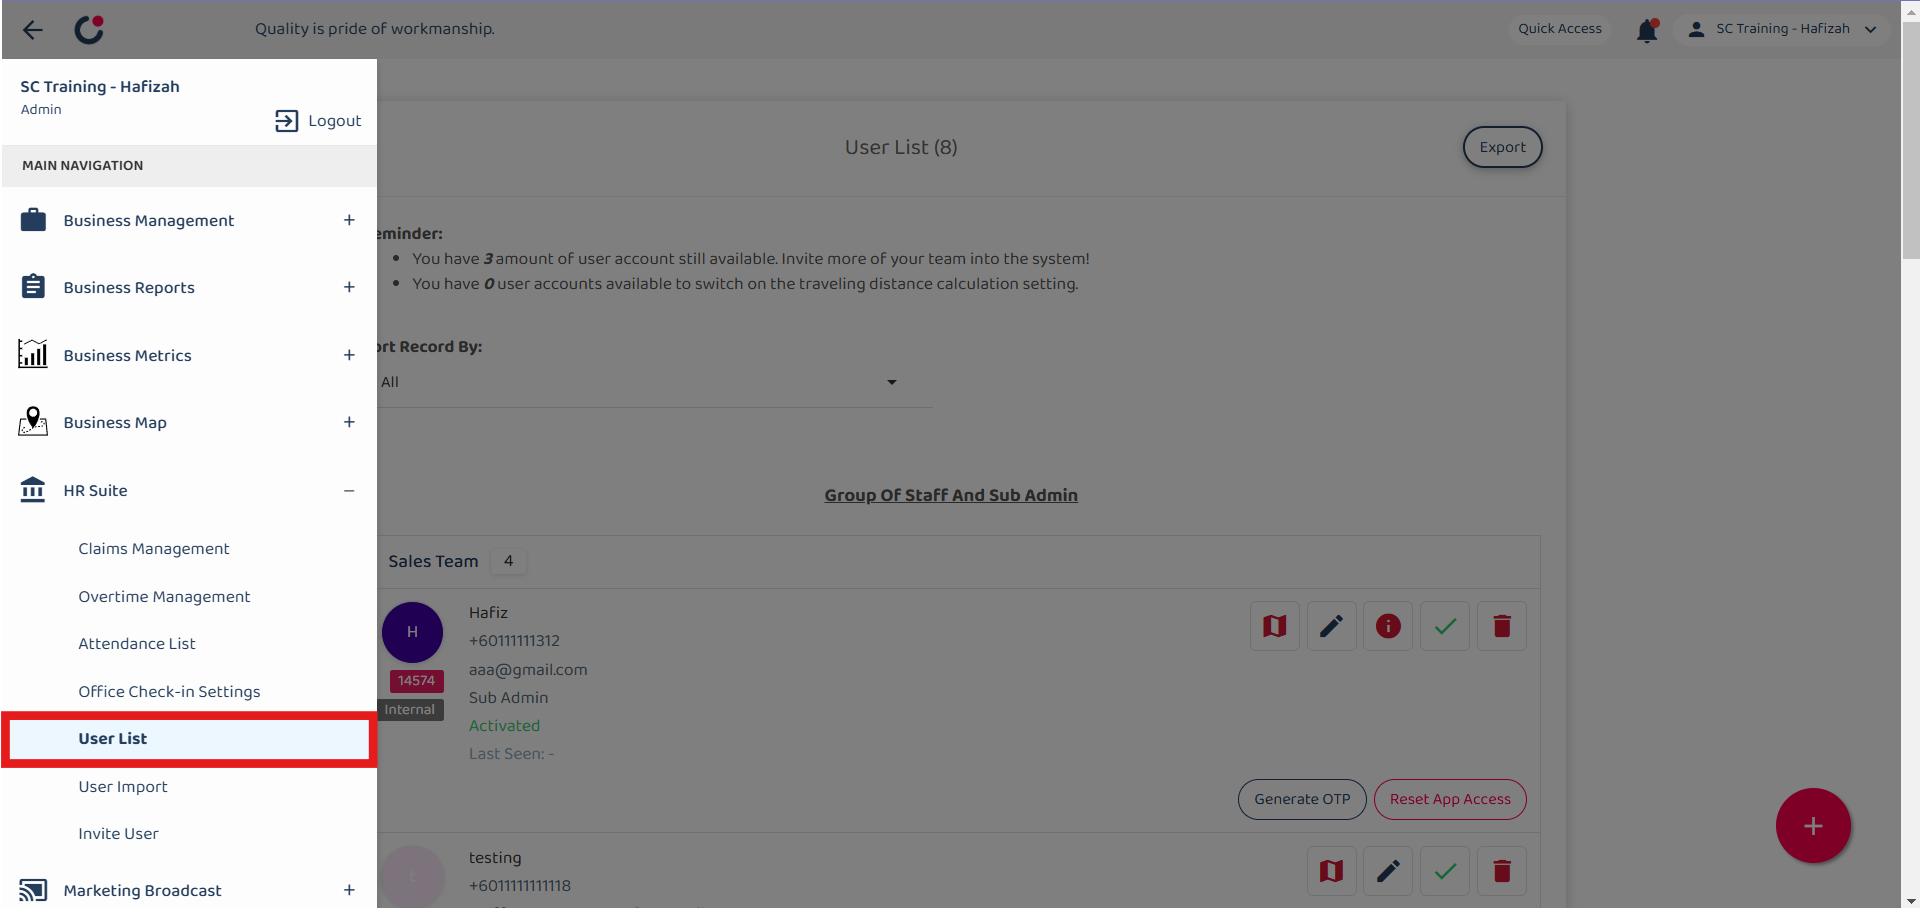 Quality is pride of workmanship.
Quick Access
SC Training - Hafizah
SC Training - Hafizah
Admin
Logout
MAIN NAVIGATION
Business Management
Business Reports
Business Metrics
Business Map
HR Suite
Claims Management
Overtime Management
Attendance List
Office Check-in Settings
User List
User Import
Invite User
Marketing Broadcast
User List (8)
Export
eminder:
You have 3 amount of user account still available. Invite more of your team into the system!
You have 0 user accounts available to switch on the traveling distance calculation setting.
ort Record By:
All
Group Of Staff And Sub Admin
Sales Team 4
H
14574
Internal
Hafiz
+60111111312
aaa@gmail.com
Sub Admin
Activated
Last Seen: -
Generate OTP
Reset App Access
t
testing
+6011111111118